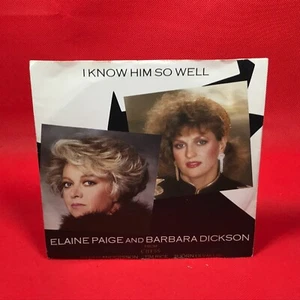 I KNOW HIM SO WELL
ELAINE PAIGE AND BARBARA DICKSON